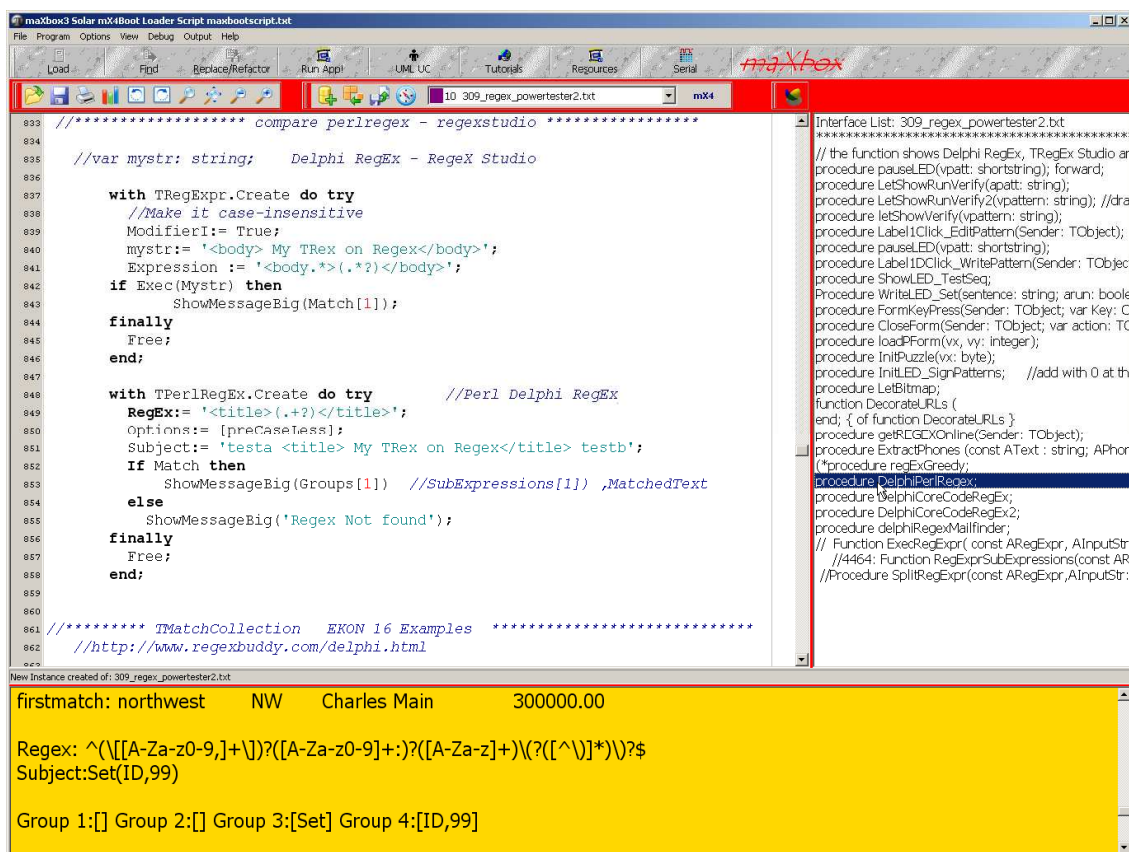 maXbox3 Solar mX4Boot Loader Script maxbootscript.txt
File Program Options View Debug Output Help
Load Find Replace/Refactor Run App! UML UC Tutorials Resources Serial maXbox
10 309_regex_powertester2.txt mX4
833 //******************* compare perlregex - regexstudio *****************
834
835 //var mystr: string; Delphi RegEx - RegeX Studio
836
837 with TRegExpr.Create do try
838 //Make it case-insensitive
839 ModifierI:= True;
840 mystr:= '<body> My TRex on Regex</body>';
841 Expression := '<body.*>(.*?)</body>';
842 if Exec(Mystr) then
843 ShowMessageBig(Match[1]);
844 finally
845 Free;
846 end;
847
848 with TPerlRegEx.Create do try //Perl Delphi RegEx
849 RegEx:= '<title>(.+?)</title>';
850 Options:= [preCaseLess];
851 Subject:= 'testa <title> My TRex on Regex</title> testb';
852 If Match then
853 ShowMessageBig(Groups[1]) //SubExpressions[1]) ,MatchedText
854 else
855 ShowMessageBig('Regex Not found');
856 finally
857 Free;
858 end;
859
860
861 //********* TMatchCollection EKON 16 Examples *****************************
862 //http://www.regexbuddy.com/delphi.html
Interface List: 309_regex_powertester2.txt
********************************************
// the function shows Delphi RegEx, TRegEx Studio ar
procedure pauseLED(vpatt: shortstring); forward;
procedure LetShowRunVerify(apatt: string);
procedure LetShowRunVerify2(vpattern: string); //dra
procedure letShowVerify(vpattern: string);
procedure Label1Click_EditPattern(Sender: TObject);
procedure pauseLED(vpatt: shortstring);
procedure Label1DClick_WritePattern(Sender: TObjec
procedure ShowLED_TestSeq;
Procedure WriteLED_Set(sentence: string; arun: boole
procedure FormKeyPress(Sender: TObject; var Key: C
procedure CloseForm(Sender: TObject; var action: TC
procedure loadPForm(vx, vy: integer);
procedure InitPuzzle(vx: byte);
procedure InitLED_SignPatterns; //add with 0 at th
procedure LetBitmap;
function DecorateURLs (
end; { of function DecorateURLs }
procedure getREGEXOnline(Sender: TObject);
procedure ExtractPhones (const AText : string; APhor
(*procedure regExGreedy;
procedure DelphiPerlRegex;
procedure DelphiCoreCodeRegEx;
procedure DelphiCoreCodeRegEx2;
procedure delphiRegexMailfinder;
// Function ExecRegExpr( const ARegExpr, AInputStr
//4464: Function RegExprSubExpressions(const AR
//Procedure SplitRegExpr(const ARegExpr,AInputStr:
New Instance created of: 309_regex_powertester2.txt
firstmatch: northwest NW Charles Main 300000.00
Regex: ^(\[[A-Za-z0-9,]+\])?([A-Za-z0-9]+:)?([A-Za-z]+)\(?([^\)]*)\)?$
Subject:Set(ID,99)
Group 1:[] Group 2:[] Group 3:[Set] Group 4:[ID,99]